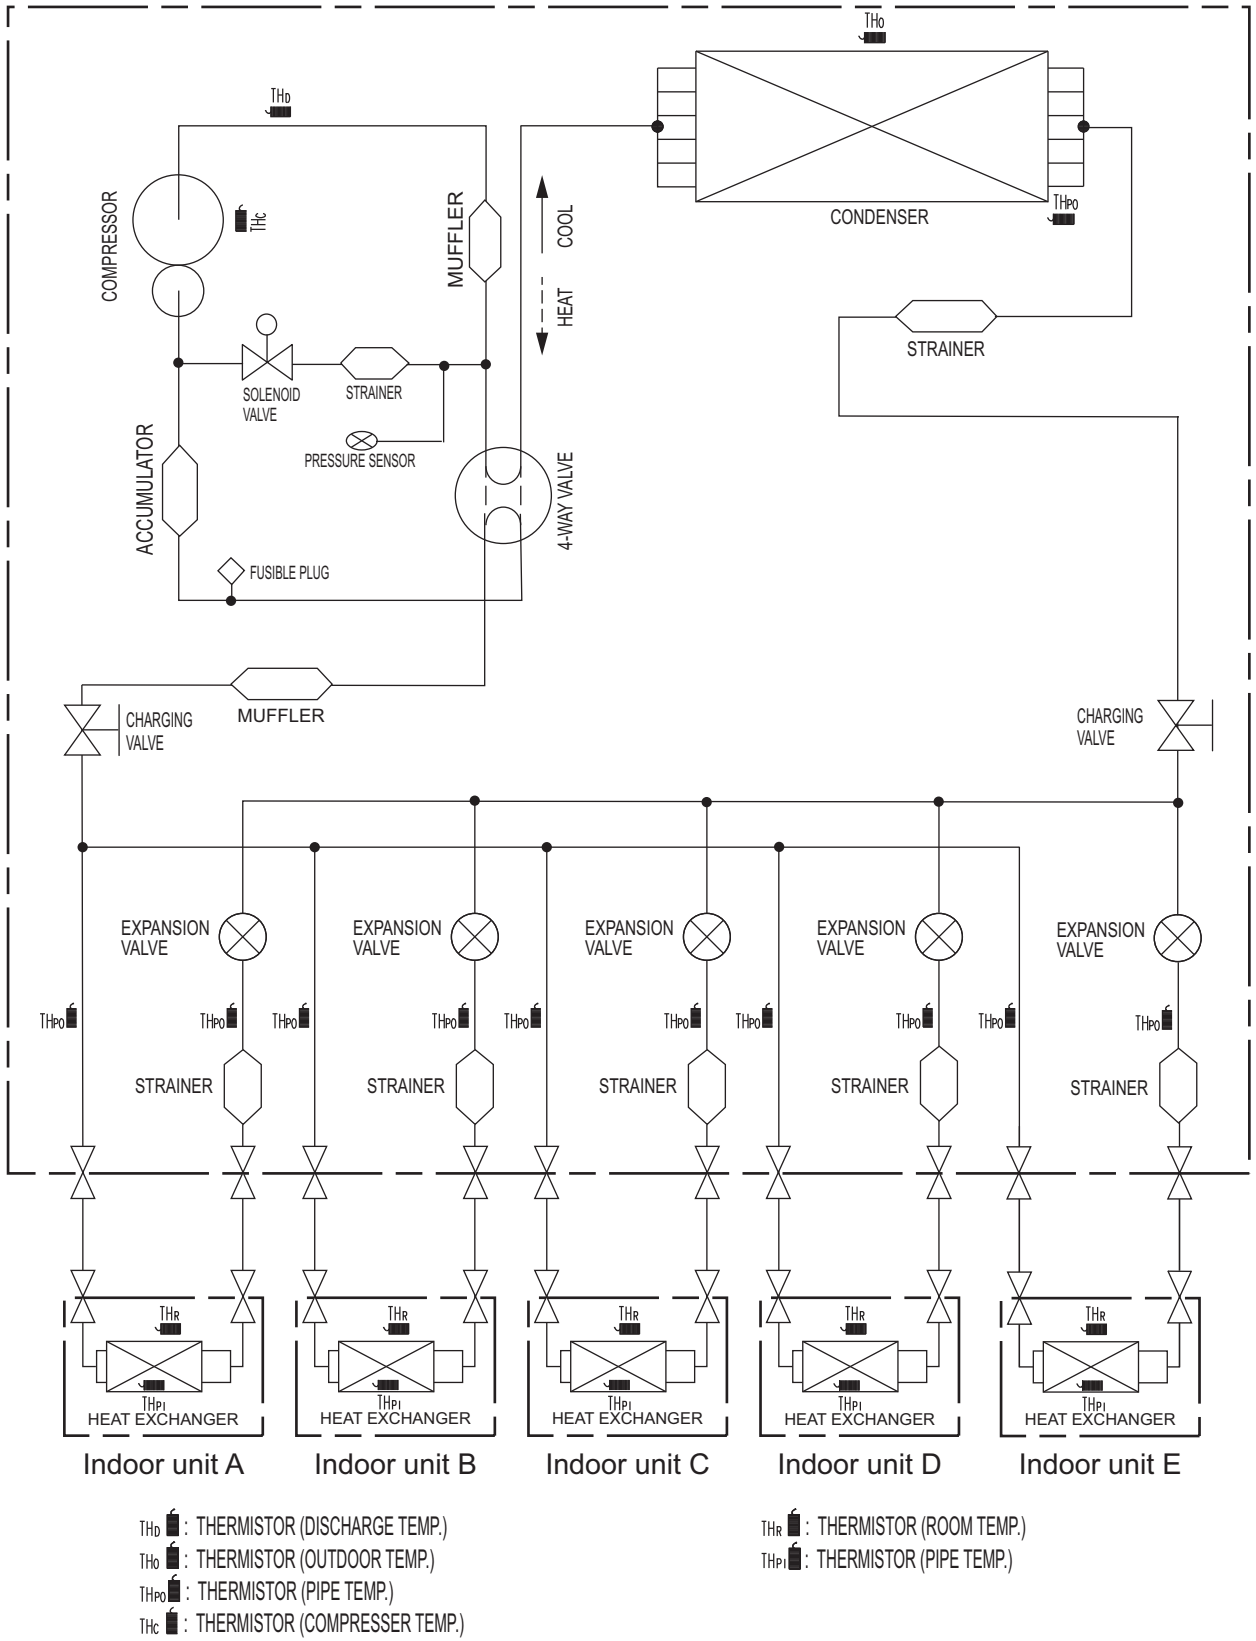 THO
THD
COMPRESSOR
THC
MUFFLER
COOL
HEAT
CONDENSER
THPO
STRAINER
SOLENOID
VALVE
STRAINER
PRESSURE SENSOR
4-WAY VALVE
ACCUMULATOR
FUSIBLE PLUG
MUFFLER
CHARGING
VALVE
CHARGING
VALVE
EXPANSION
VALVE
EXPANSION
VALVE
EXPANSION
VALVE
EXPANSION
VALVE
EXPANSION
VALVE
THPO THPO THPO THPO THPO THPO THPO THPO THPO THPO
STRAINER STRAINER STRAINER STRAINER STRAINER
THR THR THR THR THR
THPI THPI THPI THPI THPI
HEAT EXCHANGER HEAT EXCHANGER HEAT EXCHANGER HEAT EXCHANGER HEAT EXCHANGER
Indoor unit A Indoor unit B Indoor unit C Indoor unit D Indoor unit E
THD : THERMISTOR (DISCHARGE TEMP.)
THO : THERMISTOR (OUTDOOR TEMP.)
THPO : THERMISTOR (PIPE TEMP.)
THC : THERMISTOR (COMPRESSER TEMP.)
THR : THERMISTOR (ROOM TEMP.)
THPI : THERMISTOR (PIPE TEMP.)